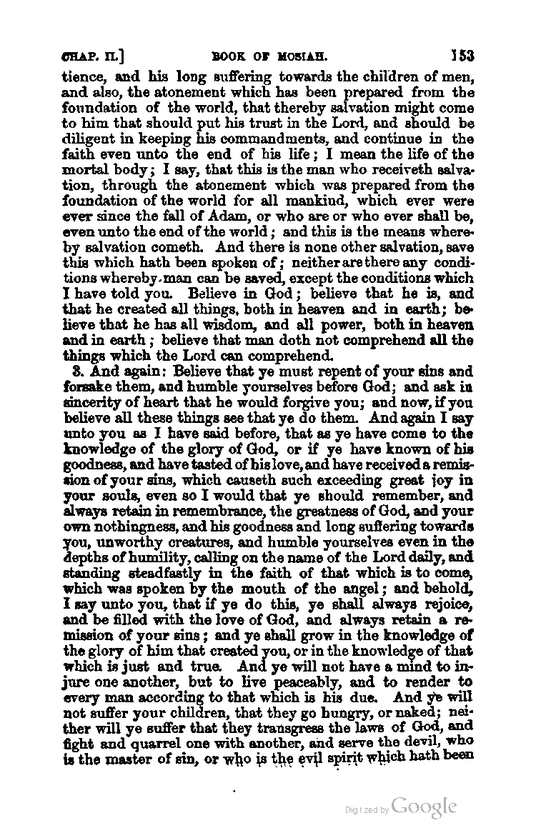 CHAP. II.] BOOK OF MOSIAH. 153
tience, and his long suffering towards the children of men,
and also, the atonement which has been prepared from the
foundation of the world, that thereby salvation might come
to him that should put his trust in the Lord, and should be
diligent in keeping his commandments, and continue in the
faith even unto the end of his life; I mean the life of the
mortal body; I say, that this is the man who receiveth salva-
tion, through the atonement which was prepared from the
foundation of the world for all mankind, which ever were
ever since the fall of Adam, or who are or who ever shall be,
even unto the end of the world; and this is the means where-
by salvation cometh. And there is none other salvation, save
this which hath been spoken of; neither are there any condi-
tions whereby man can be saved, except the conditions which
I have told you. Believe in God; believe that he is, and
that he created all things, both in heaven and in earth; be-
lieve that he has all wisdom, and all power, both in heaven
and in earth; believe that man doth not comprehend all the
things which the Lord can comprehend.
3. And again: Believe that ye must repent of your sins and
forsake them, and humble yourselves before God; and ask in
sincerity of heart that he would forgive you; and now, if you
believe all these things see that ye do them. And again I say
unto you as I have said before, that as ye have come to the
knowledge of the glory of God, or if ye have known of his
goodness, and have tasted of his love, and have received a remis-
sion of your sins, which causeth such exceeding great joy in
your souls, even so I would that ye should remember, and
always retain in remembrance, the greatness of God, and your
own nothingness, and his goodness and long suffering towards
you, unworthy creatures, and humble yourselves even in the
depths of humility, calling on the name of the Lord daily, and
standing steadfastly in the faith of that which is to come,
which was spoken by the mouth of the angel; and behold,
I say unto you, that if ye do this, ye shall always rejoice,
and be filled with the love of God, and always retain a re-
mission of your sins; and ye shall grow in the knowledge of
the glory of him that created you, or in the knowledge of that
which is just and true. And ye will not have a mind to in-
jure one another, but to live peaceably, and to render to
every man according to that which is his due. And ye will
not suffer your children, that they go hungry, or naked; nei-
ther will ye suffer that they transgress the laws of God, and
fight and quarrel one with another, and serve the devil, who
is the master of sin, or who is the evil spirit which hath been
Digitized by Google